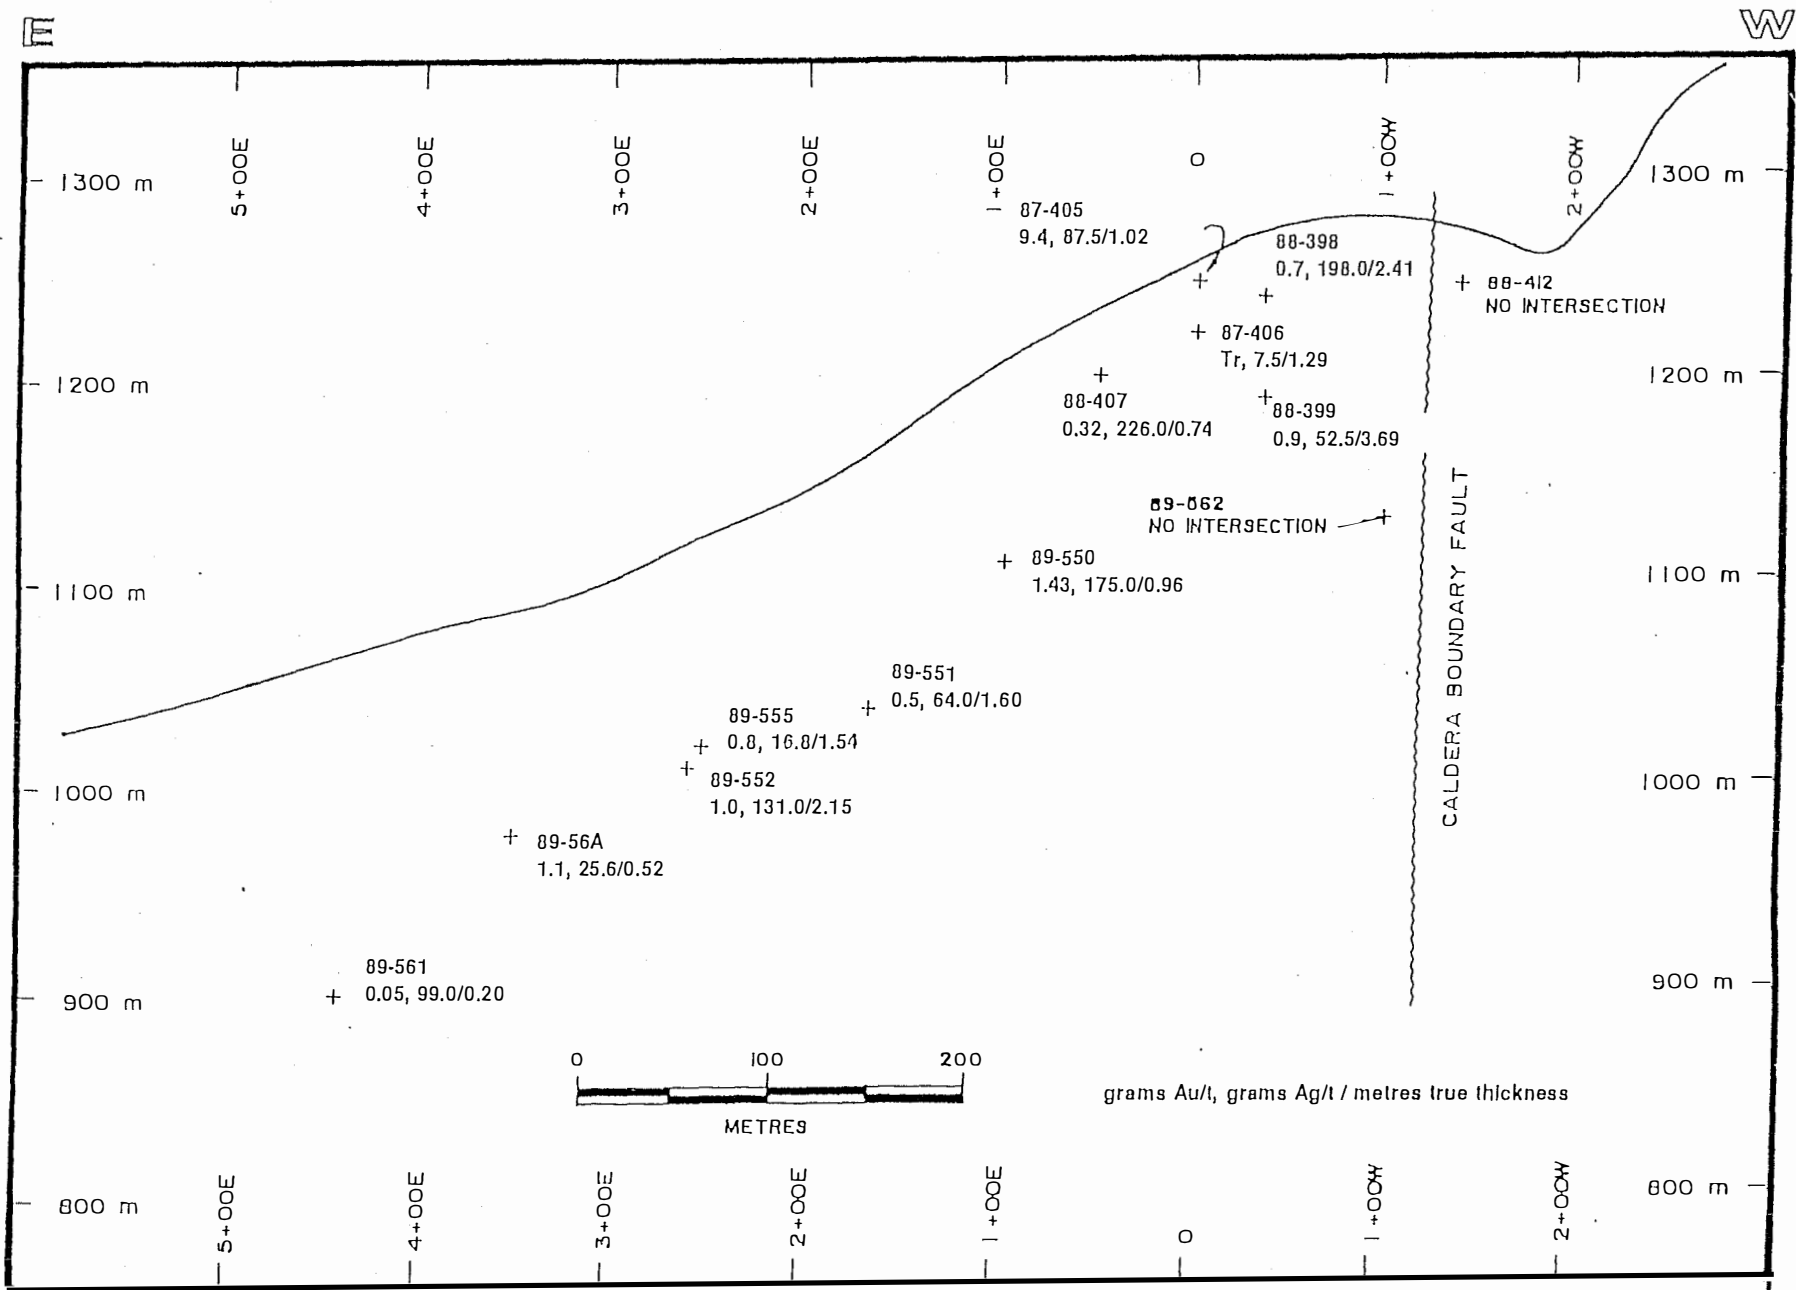 E
W
5+00E
4+00E
3+00E
2+00E
1+00E
0
1+00W
2+00W
1300 m
1300 m
87-405
9.4, 87.5/1.02
88-398
0.7, 198.0/2.41
88-412
NO INTERSECTION
87-406
Tr, 7.5/1.29
1200 m
1200 m
88-407
0.32, 226.0/0.74
88-399
0.9, 52.5/3.69
CALDERA BOUNDARY FAULT
NO INTERSECTION
89-550
1.43, 175.0/0.96
1100 m
1100 m
89-551
0.5, 64.0/1.60
89-555
0.8, 16.8/1.54
89-552
1.0, 131.0/2.15
1000 m
1000 m
89-56A
1.1, 25.6/0.52
89-561
0.05, 99.0/0.20
900 m
900 m
0 100 200
METRES
grams Au/t, grams Ag/t / metres true thickness
800 m
800 m
5+00E
4+00E
3+00E
2+00E
1+00E
0
1+00W
2+00W